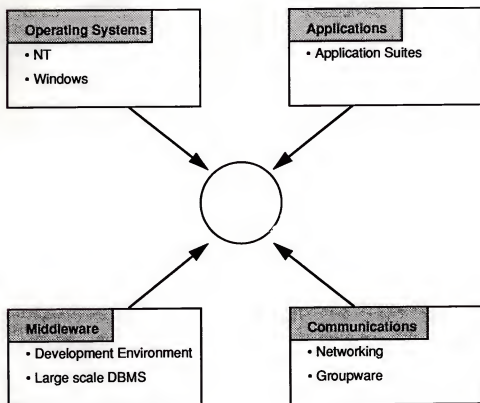 Operating Systems
• NT
• Windows
Applications
• Application Suites
Middleware
• Development Environment
• Large scale DBMS
Communications
• Networking
• Groupware